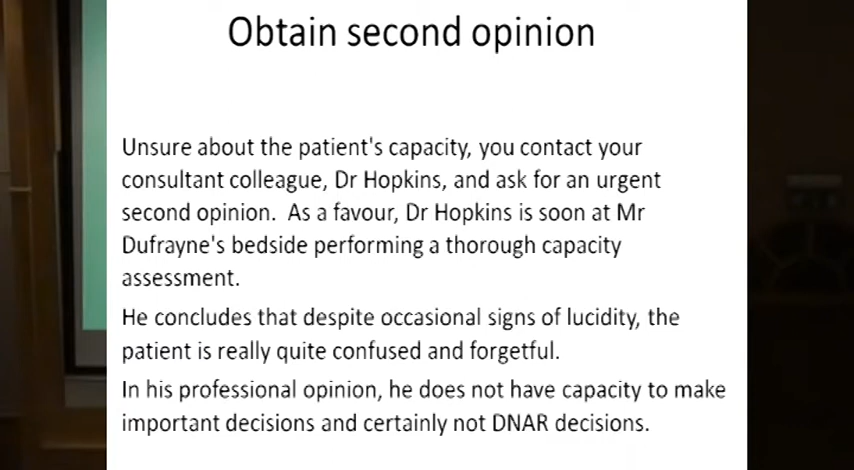 Obtain second opinion
Unsure about the patient's capacity, you contact your
consultant colleague, Dr Hopkins, and ask for an urgent
second opinion.  As a favour, Dr Hopkins is soon at Mr
Dufrayne's bedside performing a thorough capacity
assessment.
He concludes that despite occasional signs of lucidity, the
patient is really quite confused and forgetful.
In his professional opinion, he does not have capacity to make
important decisions and certainly not DNAR decisions.